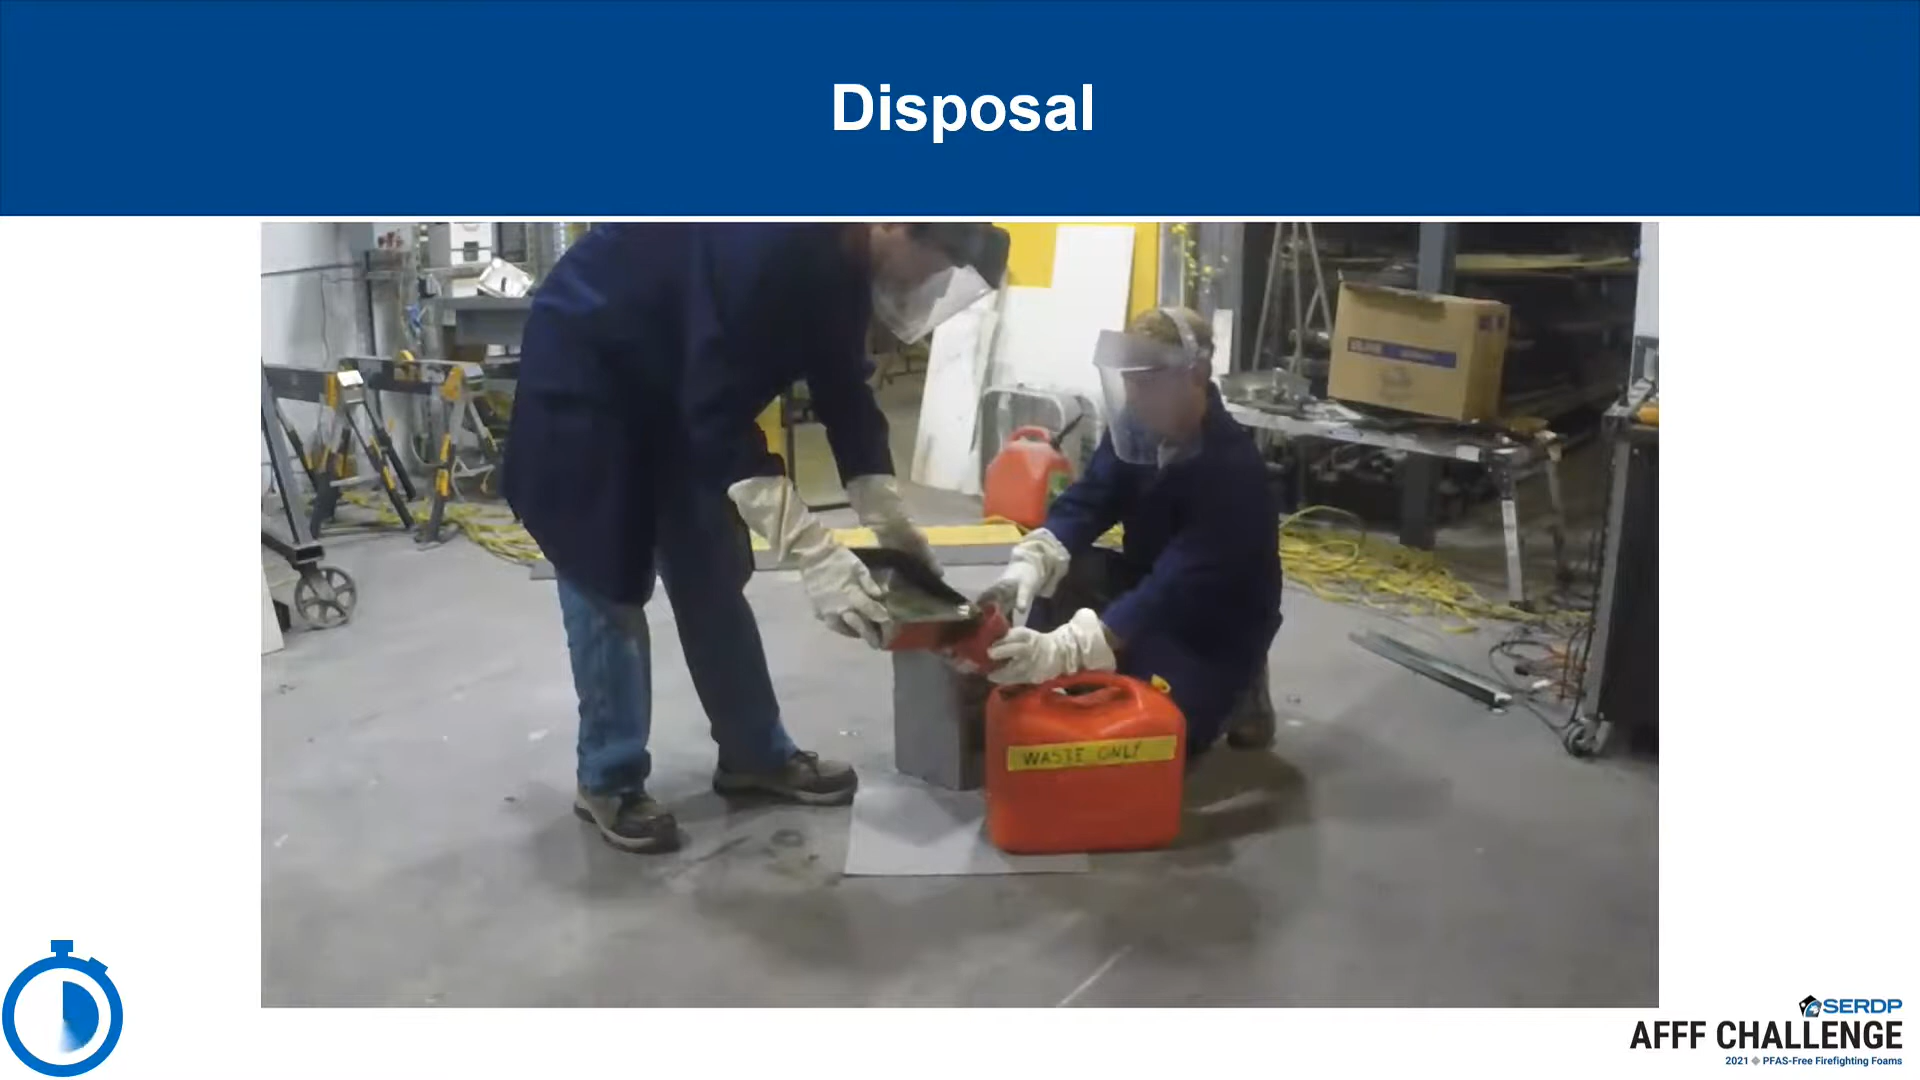 Disposal
WASTE ONLY
SERDP
AFFF CHALLENGE
2021 PFAS-Free Firefighting Foams